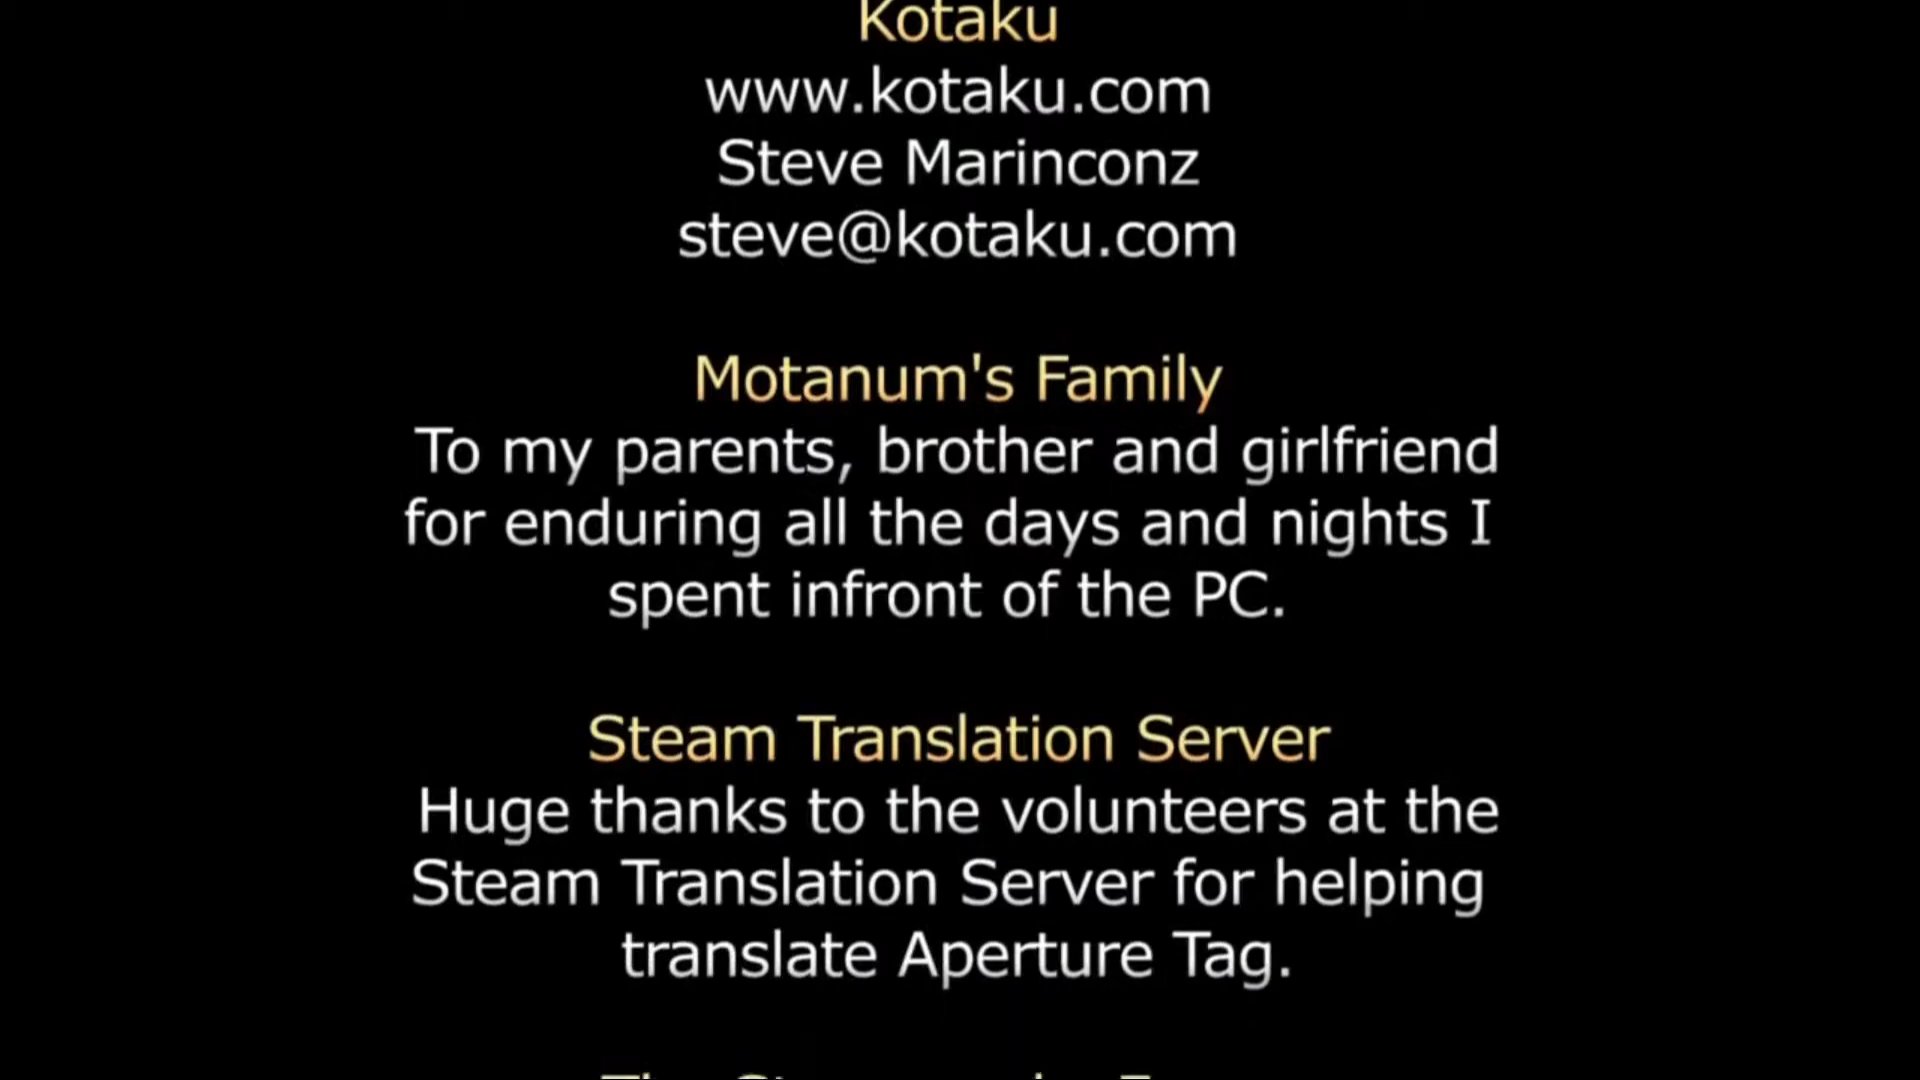 Kotaku
www.kotaku.com
Steve Marinconz
steve@kotaku.com
Motanum's Family
To my parents, brother and girlfriend
for enduring all the days and nights I
spent infront of the PC.
Steam Translation Server
Huge thanks to the volunteers at the
Steam Translation Server for helping
translate Aperture Tag.